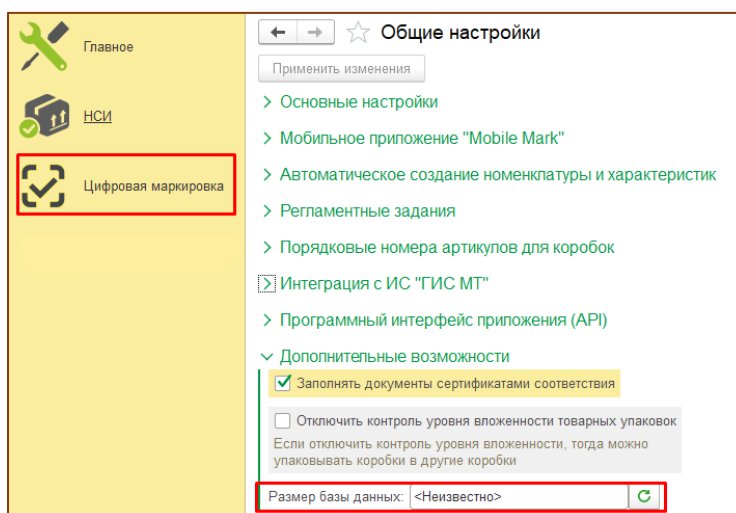 Главное
НСИ
Цифровая маркировка
Общие настройки
Применить изменения
Основные настройки
Мобильное приложение "Mobile Mark"
Автоматическое создание номенклатуры и характеристик
Регламентные задания
Порядковые номера артикулов для коробок
Интеграция с ИС "ГИС МТ"
Программный интерфейс приложения (API)
Дополнительные возможности
Заполнять документы сертификатами соответствия
Отключить контроль уровня вложенности товарных упаковок
Если отключить контроль уровня вложенности, тогда можно
упаковывать коробки в другие коробки
Размер базы данных: <Неизвестно>